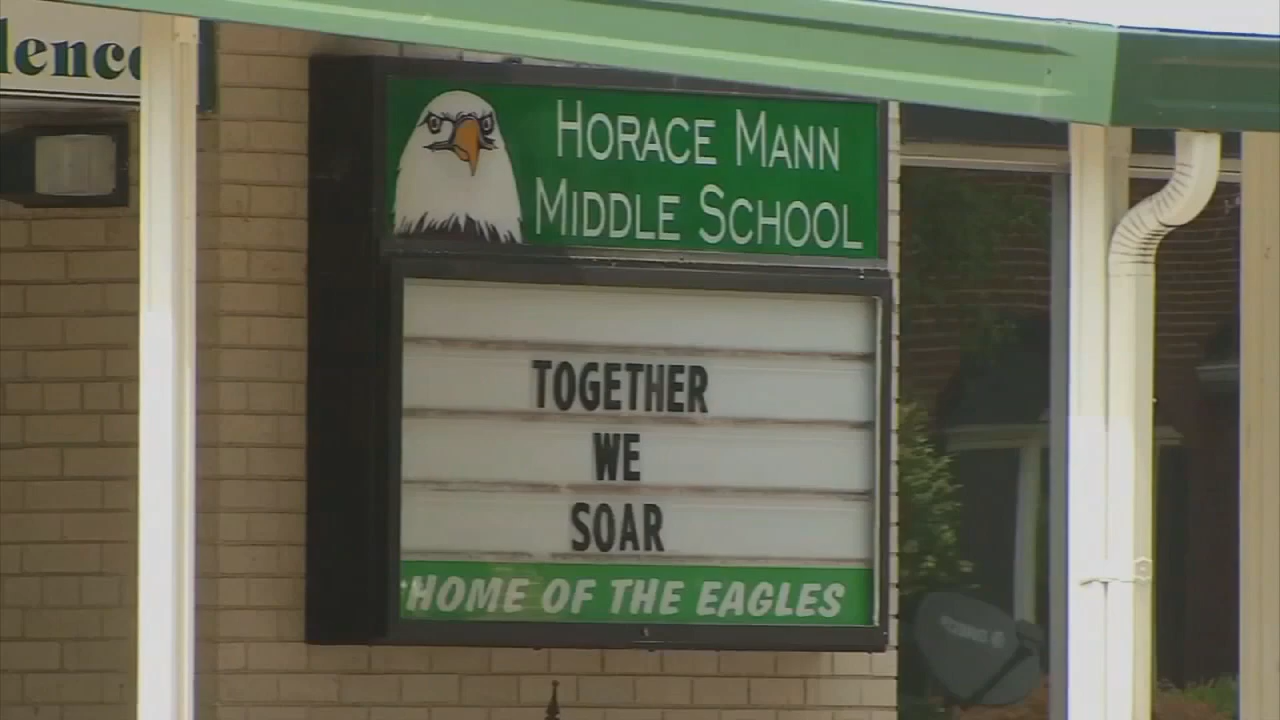 HORACE MANN
MIDDLE SCHOOL
TOGETHER
WE
SOAR
HOME OF THE EAGLES